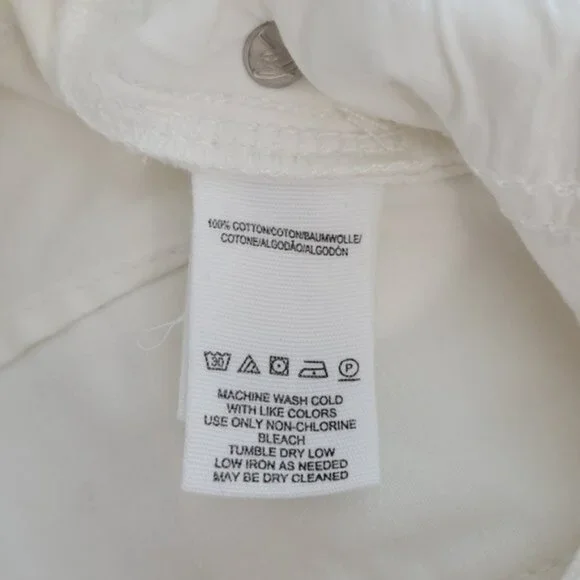 100% COTTON/COTON/BAUMWOLLE/
COTONE/ALGODÃO/ALGODÓN
30 P
MACHINE WASH COLD
WITH LIKE COLORS
USE ONLY NON-CHLORINE
BLEACH
TUMBLE DRY LOW
LOW IRON AS NEEDED
MAY BE DRY CLEANED